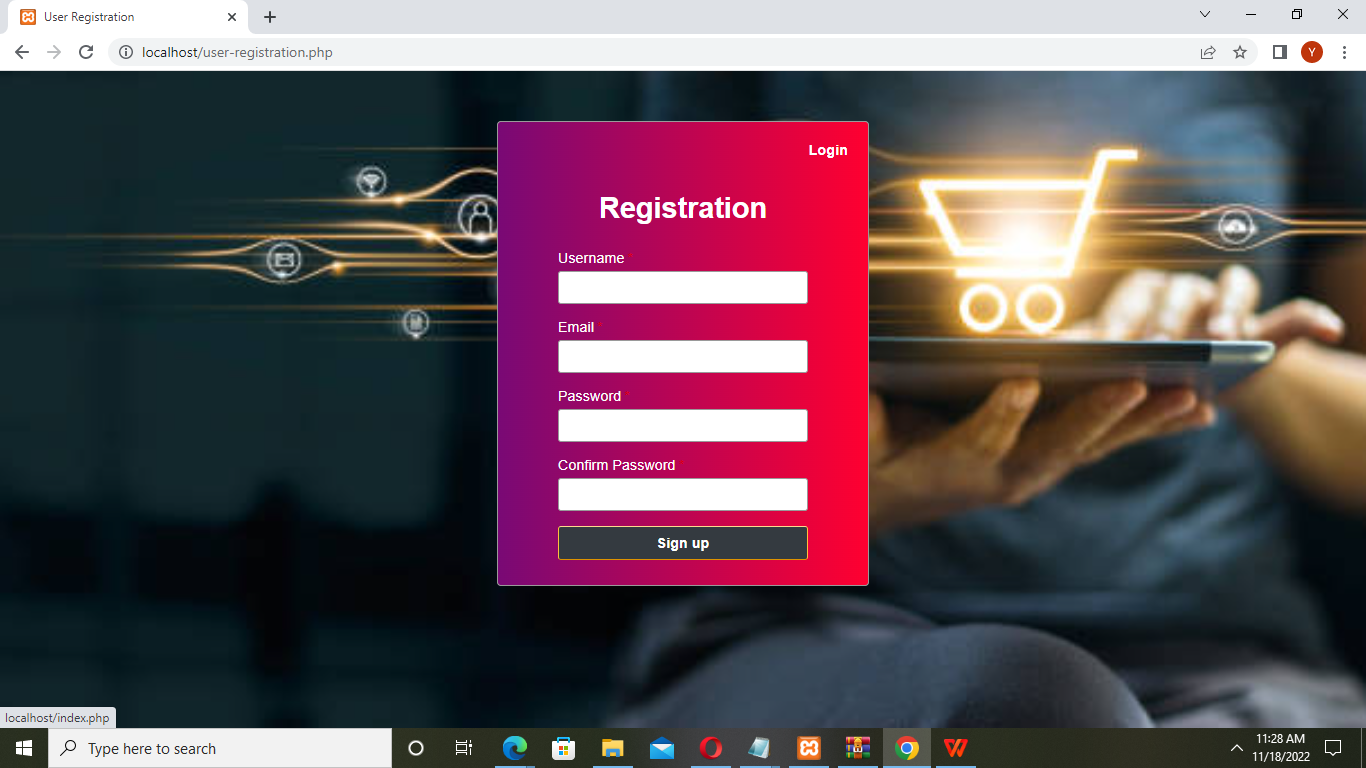 User Registration
localhost/user-registration.php
Y
Login
Registration
Username *
Email
Password
Confirm Password
Sign up
localhost/index.php
Type here to search
11:28 AM
11/18/2022